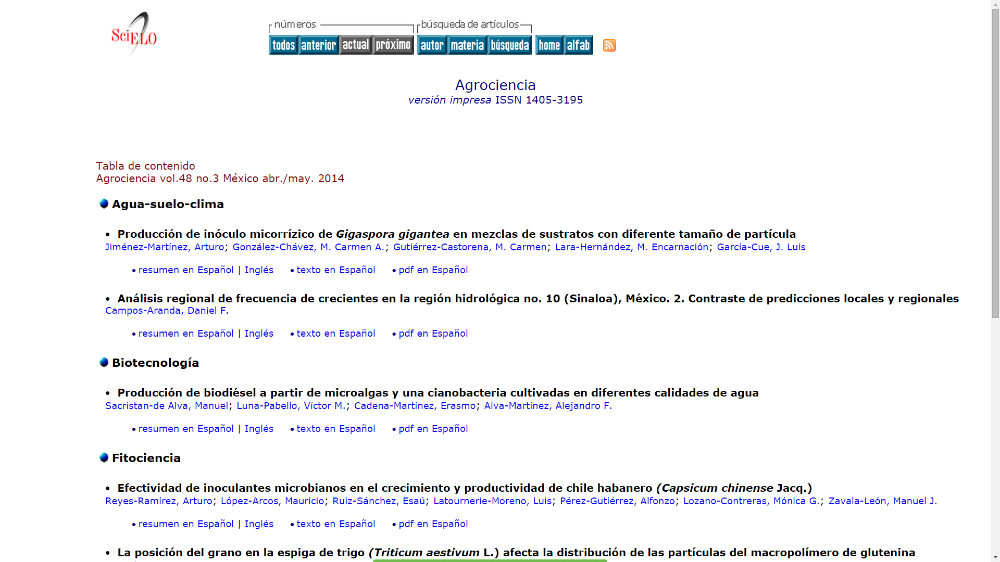 SciELO
números
búsqueda de artículos
todos anterior actual próximo autor materia búsqueda home alfab
Agrociencia
versión impresa ISSN 1405-3195
Tabla de contenido
Agrociencia vol.48 no.3 México abr./may. 2014
Agua-suelo-clima
• Producción de inóculo micorrízico de Gigaspora gigantea en mezclas de sustratos con diferente tamaño de partícula
Jiménez-Martínez, Arturo; González-Chávez, M. Carmen A.; Gutiérrez-Castorena, M. Carmen; Lara-Hernández, M. Encarnación; García-Cue, J. Luis
• resumen en Español | Inglés • texto en Español • pdf en Español
• Análisis regional de frecuencia de crecientes en la región hidrológica no. 10 (Sinaloa), México. 2. Contraste de predicciones locales y regionales
Campos-Aranda, Daniel F.
• resumen en Español | Inglés • texto en Español • pdf en Español
Biotecnología
• Producción de biodiésel a partir de microalgas y una cianobacteria cultivadas en diferentes calidades de agua
Sacristan-de Alva, Manuel; Luna-Pabello, Víctor M.; Cadena-Martínez, Erasmo; Alva-Martínez, Alejandro F.
• resumen en Español | Inglés • texto en Español • pdf en Español
Fitociencia
• Efectividad de inoculantes microbianos en el crecimiento y productividad de chile habanero (Capsicum chinense Jacq.)
Reyes-Ramírez, Arturo; López-Arcos, Mauricio; Ruiz-Sánchez, Esaú; Latournerie-Moreno, Luis; Pérez-Gutiérrez, Alfonzo; Lozano-Contreras, Mónica G.; Zavala-León, Manuel J.
• resumen en Español | Inglés • texto en Español • pdf en Español
• La posición del grano en la espiga de trigo (Triticum aestivum L.) afecta la distribución de las partículas del macropolímero de glutenina